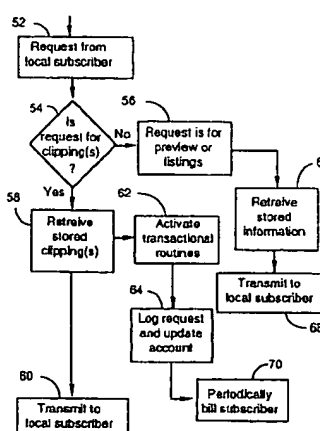 52
Request from
local subscriber
54
Is
request for
clipping(s)
?
No
Yes
56
Request is for
preview or
listings
58
Retreive
stored
clipping(s)
62
Activate
transactional
routines
Retreive
stored
information
64
Log request
and update
account
Transmit to
local subscriber
68
70
Periodically
bill subscriber
60
Transmit to
local subscriber